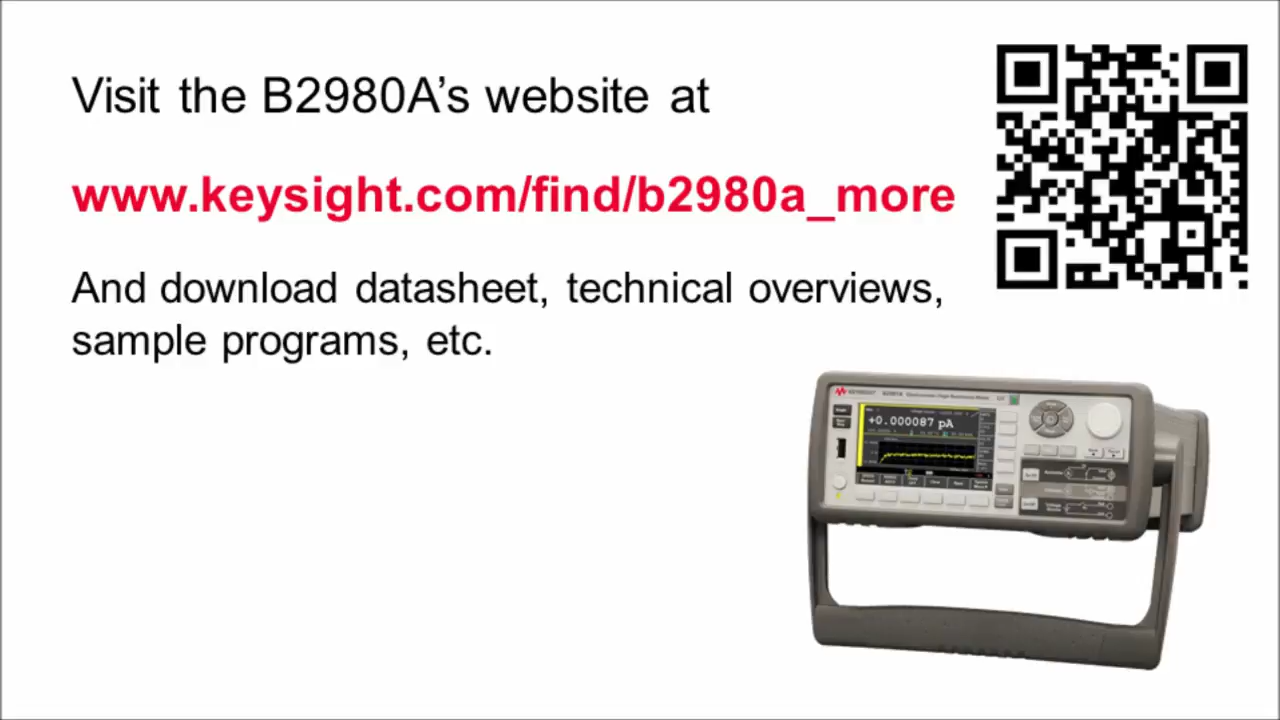 Visit the B2980A’s website at
www.keysight.com/find/b2980a_more
And download datasheet, technical overviews,
sample programs, etc.
KEYSIGHT
+0.000087 pA